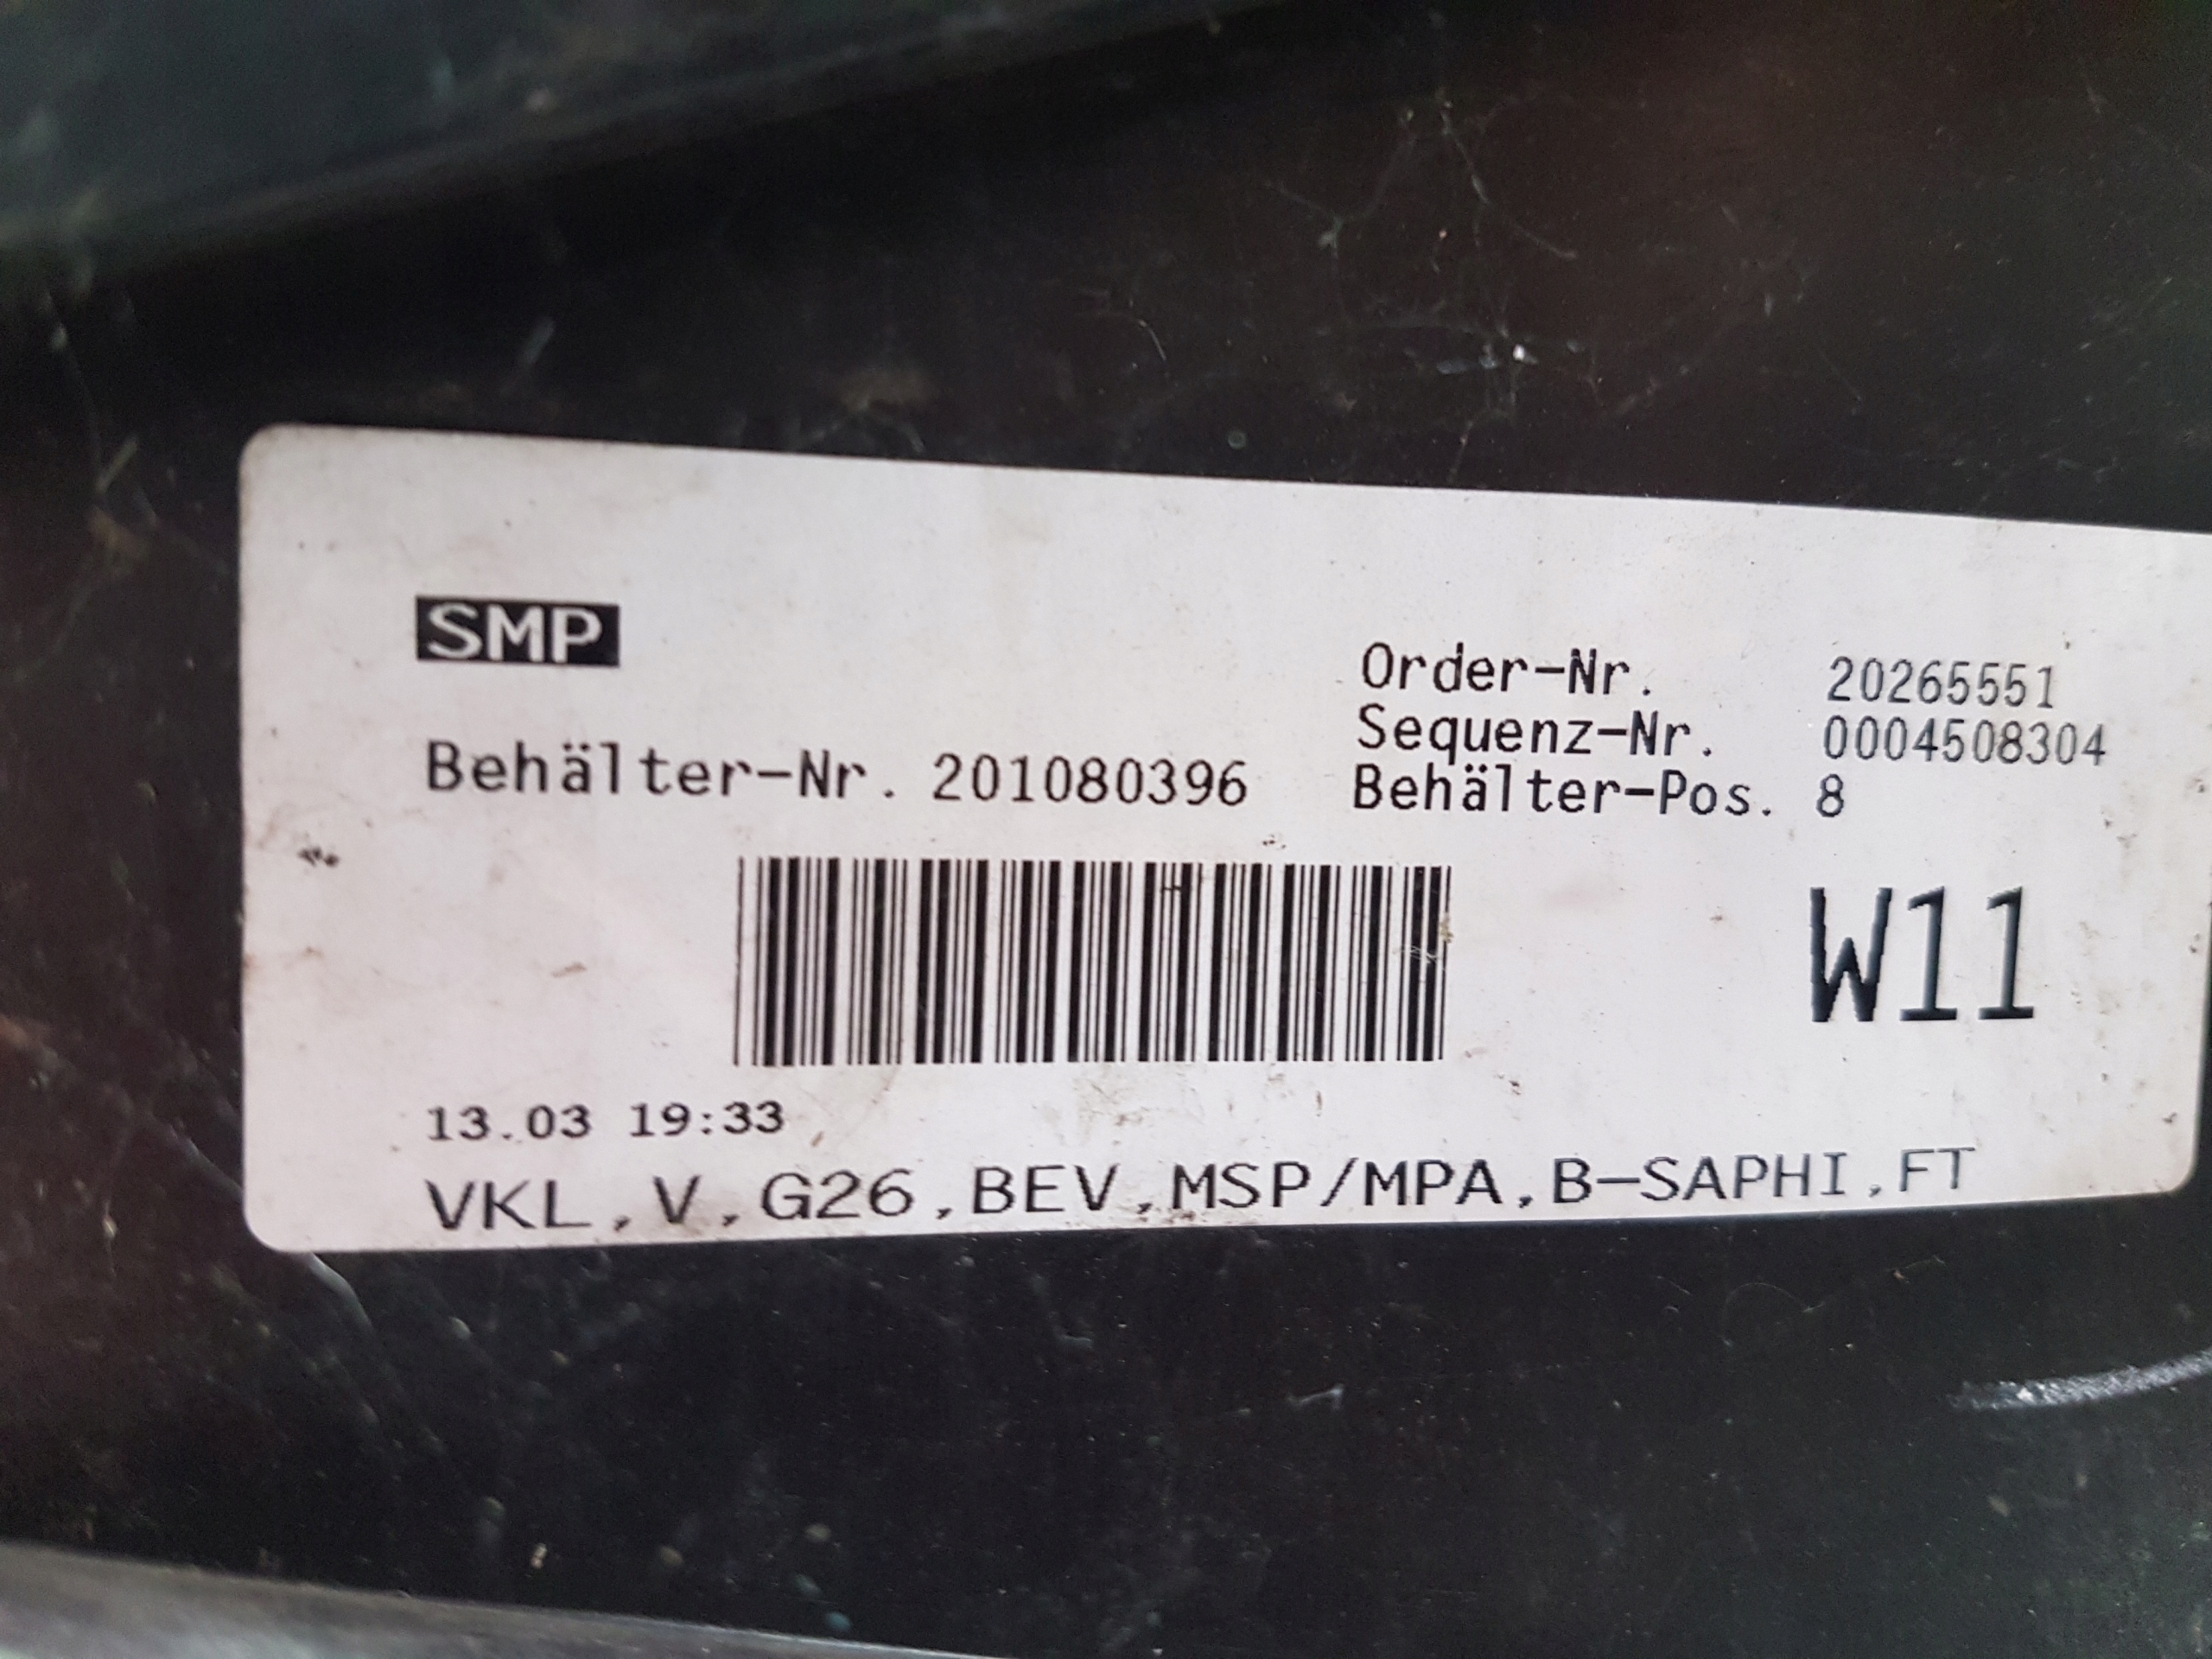 SMP
Order-Nr. 20265551
Sequenz-Nr. 0004508304
Behälter-Nr. 201080396
Behälter-Pos. 8
W11
13.03 19:33
VKL,V,G26,BEV,MSP/MPA,B-SAPHI,FT